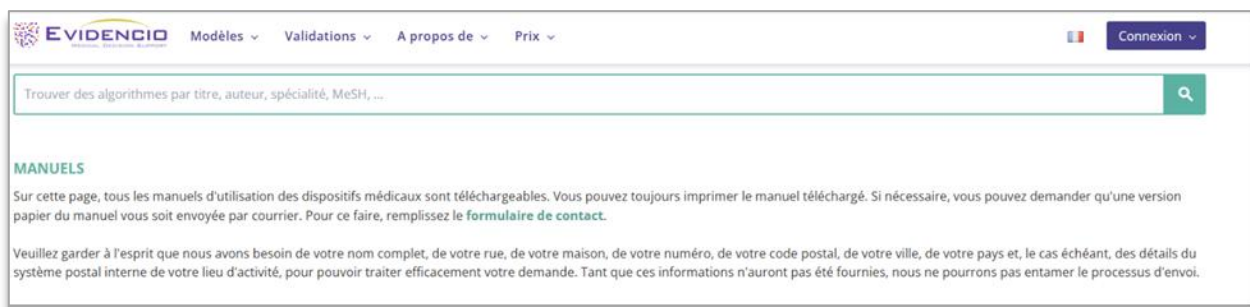 EVIDENCIO
MEDICAL DECISION SUPPORT
Modèles
Validations
A propos de
Prix
Connexion
Trouver des algorithmes par titre, auteur, spécialité, MeSH, ...
MANUELS
Sur cette page, tous les manuels d'utilisation des dispositifs médicaux sont téléchargeables. Vous pouvez toujours imprimer le manuel téléchargé. Si nécessaire, vous pouvez demander qu'une version
papier du manuel vous soit envoyée par courrier. Pour ce faire, remplissez le formulaire de contact.
Veuillez garder à l'esprit que nous avons besoin de votre nom complet, de votre rue, de votre maison, de votre numéro, de votre code postal, de votre ville, de votre pays et, le cas échéant, des détails du
système postal interne de votre lieu d'activité, pour pouvoir traiter efficacement votre demande. Tant que ces informations n'auront pas été fournies, nous ne pourrons pas entamer le processus d'envoi.